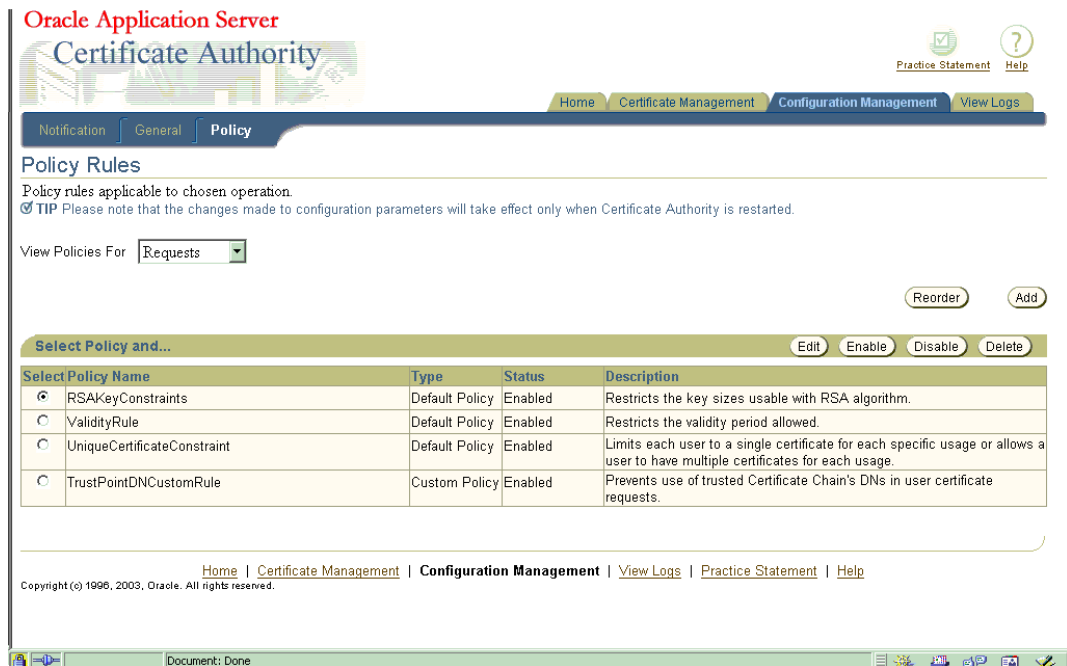 Oracle Application Server
Certificate Authority
Practice Statement Help
Home Certificate Management Configuration Management View Logs
Notification General Policy
Policy Rules
Policy rules applicable to chosen operation.
TIP Please note that the changes made to configuration parameters will take effect only when Certificate Authority is restarted.
View Policies For Requests
Reorder Add
Select Policy and... Edit Enable Disable Delete
Select Policy Name Type Status Description
RSAKeyConstraints Default Policy Enabled Restricts the key sizes usable with RSA algorithm.
ValidityRule Default Policy Enabled Restricts the validity period allowed.
UniqueCertificateConstraint Default Policy Enabled Limits each user to a single certificate for each specific usage or allows a
user to have multiple certificates for each usage.
TrustPointDNCustomRule Custom Policy Enabled Prevents use of trusted Certificate Chain's DNs in user certificate
requests.
Home | Certificate Management | Configuration Management | View Logs | Practice Statement | Help
Copyright (c) 1996, 2003, Oracle. All rights reserved.
Document: Done